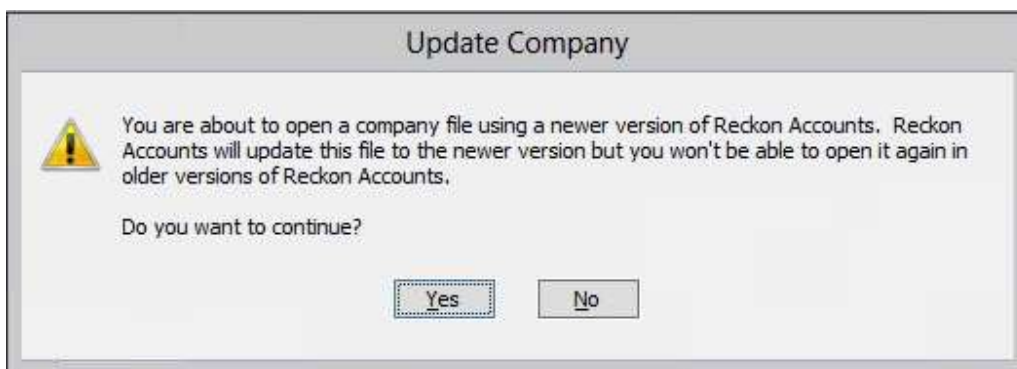 Update Company
You are about to open a company file using a newer version of Reckon Accounts.  Reckon
Accounts will update this file to the newer version but you won't be able to open it again in
older versions of Reckon Accounts.
Do you want to continue?
Yes No